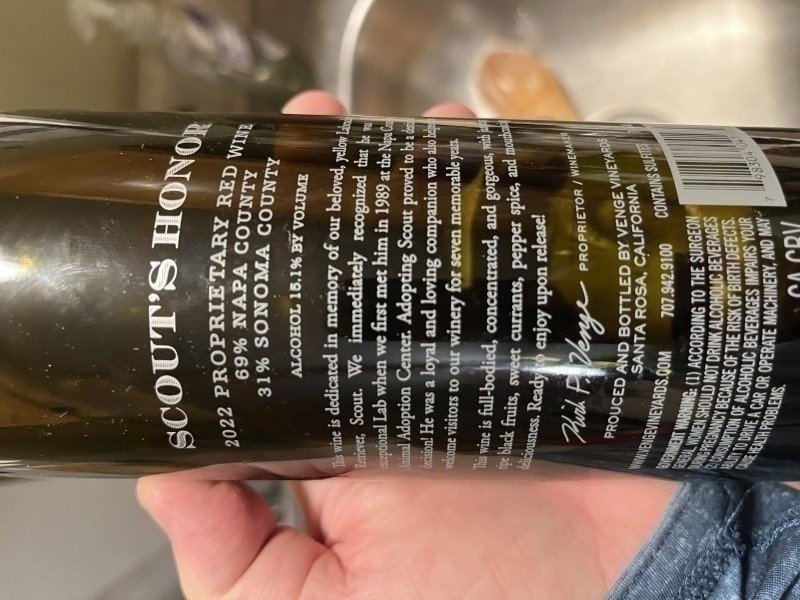 SCOUT'S HONOR
2022 PROPRIETARY RED WINE
69% NAPA COUNTY
31% SONOMA COUNTY
ALCOHOL 15.1% BY VOLUME
This wine is dedicated in memory of our beloved, yellow
Retriever, Scout. We immediately recognized that he
exceptional Lab when we first met him in 1989 at the Napa
Animal Adoption Center. Adopting Scout proved to be a
decision! He was a loyal and loving companion who also
welcome visitors to our winery for seven memorable years.
This wine is full-bodied, concentrated, and gorgeous, with
ripe black fruits, sweet currants, pepper spice, and
deliciousness. Ready to enjoy upon release!
PROPRIETOR / WINEMAKER
PROUCED AND BOTTLED BY VENGE VINEYARDS
SANTA ROSA, CALIFORNIA
WWW.VENGEVINEYARDS.COM 707.942.9100 CONTAINS SULFITS
GOVERNMENT WARNING: (1) ACCORDING TO THE SURGEON
GENERAL, WOMEN SHOULD NOT DRINK ALCOHOLIC BEVERAGES
DURING PREGNANCY BECAUSE OF THE RISK OF BIRTH DEFECTS.
(2) CONSUMPTION OF ALCOHOLIC BEVERAGES IMPAIRS YOUR
ABILITY TO DRIVE A CAR OR OPERATE MACHINERY, AND MAY
CAUSE HEALTH PROBLEMS.
CA CRV